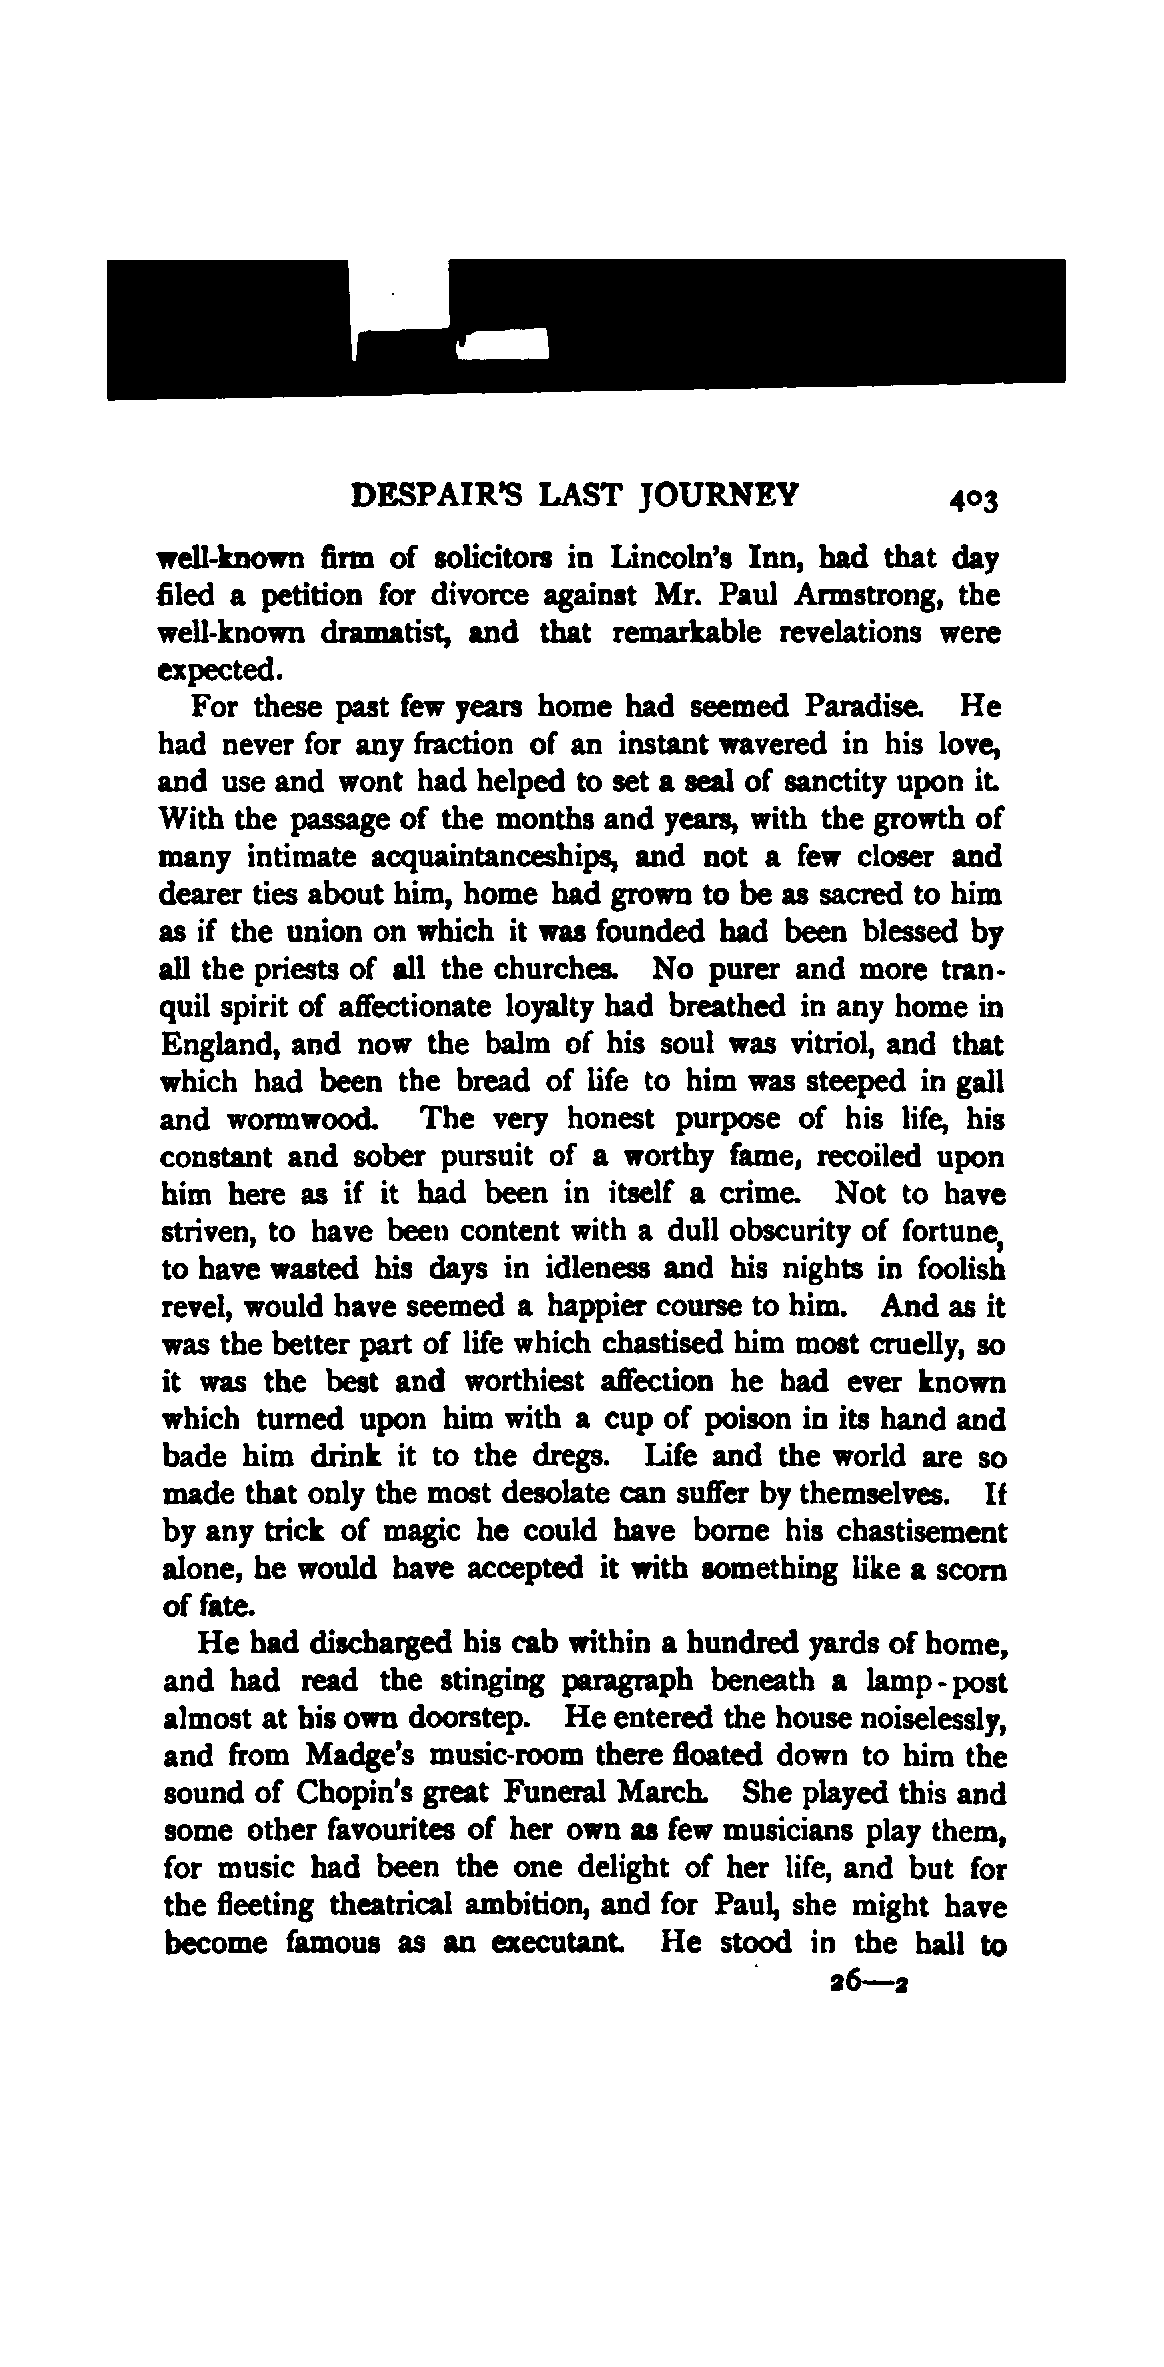 DESPAIR'S LAST JOURNEY 403
well-known firm of solicitors in Lincoln's Inn, had that day
filed a petition for divorce against Mr. Paul Armstrong, the
well-known dramatist, and that remarkable revelations were
expected.
For these past few years home had seemed Paradise. He
had never for any fraction of an instant wavered in his love,
and use and wont had helped to set a seal of sanctity upon it.
With the passage of the months and years, with the growth of
many intimate acquaintanceships, and not a few closer and
dearer ties about him, home had grown to be as sacred to him
as if the union on which it was founded had been blessed by
all the priests of all the churches. No purer and more tran-
quil spirit of affectionate loyalty had breathed in any home in
England, and now the balm of his soul was vitriol, and that
which had been the bread of life to him was steeped in gall
and wormwood. The very honest purpose of his life, his
constant and sober pursuit of a worthy fame, recoiled upon
him here as if it had been in itself a crime. Not to have
striven, to have been content with a dull obscurity of fortune,
to have wasted his days in idleness and his nights in foolish
revel, would have seemed a happier course to him. And as it
was the better part of life which chastised him most cruelly, so
it was the best and worthiest affection he had ever known
which turned upon him with a cup of poison in its hand and
bade him drink it to the dregs. Life and the world are so
made that only the most desolate can suffer by themselves. If
by any trick of magic he could have borne his chastisement
alone, he would have accepted it with something like a scorn
of fate.
He had discharged his cab within a hundred yards of home,
and had read the stinging paragraph beneath a lamp-post
almost at his own doorstep. He entered the house noiselessly,
and from Madge's music-room there floated down to him the
sound of Chopin's great Funeral March. She played this and
some other favourites of her own as few musicians play them,
for music had been the one delight of her life, and but for
the fleeting theatrical ambition, and for Paul, she might have
become famous as an executant. He stood in the hall to
26—2